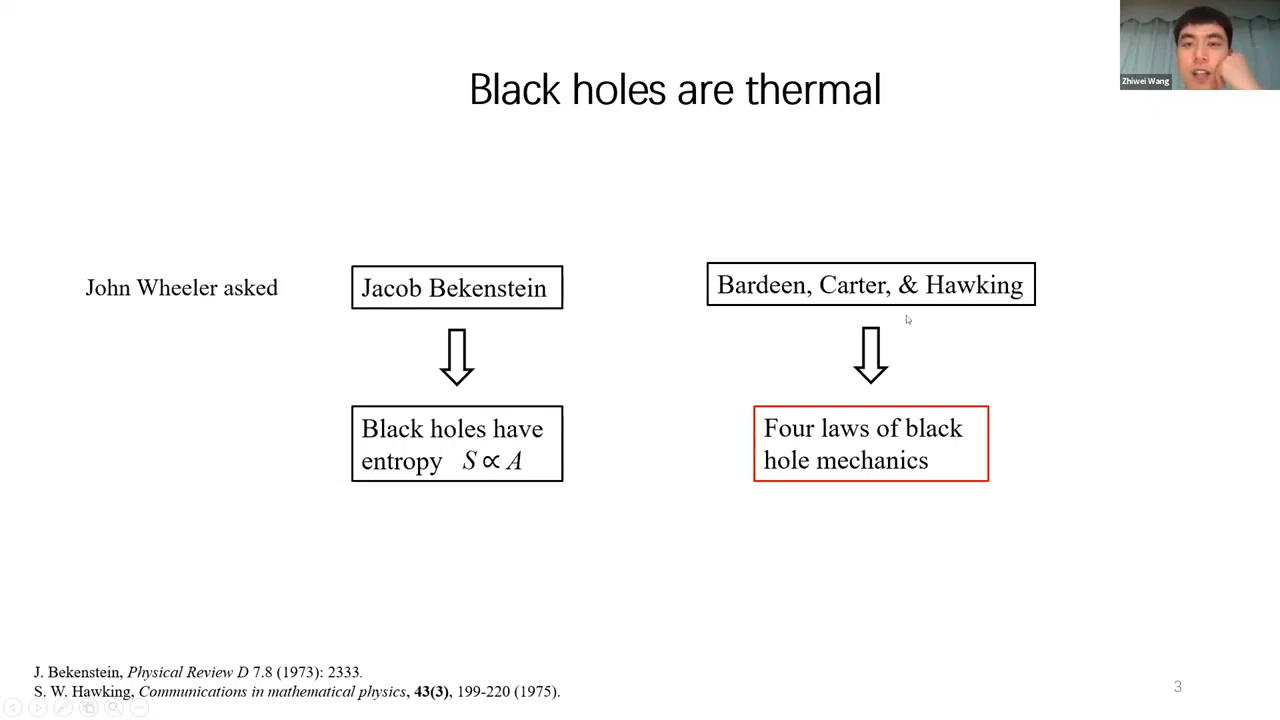 Zhiwei Wang
Black holes are thermal
John Wheeler asked
Jacob Bekenstein
Bardeen, Carter, & Hawking
Black holes have
entropy S ∝ A
Four laws of black
hole mechanics
J. Bekenstein, Physical Review D 7.8 (1973): 2333.
S. W. Hawking, Communications in mathematical physics, 43(3), 199-220 (1975).
3